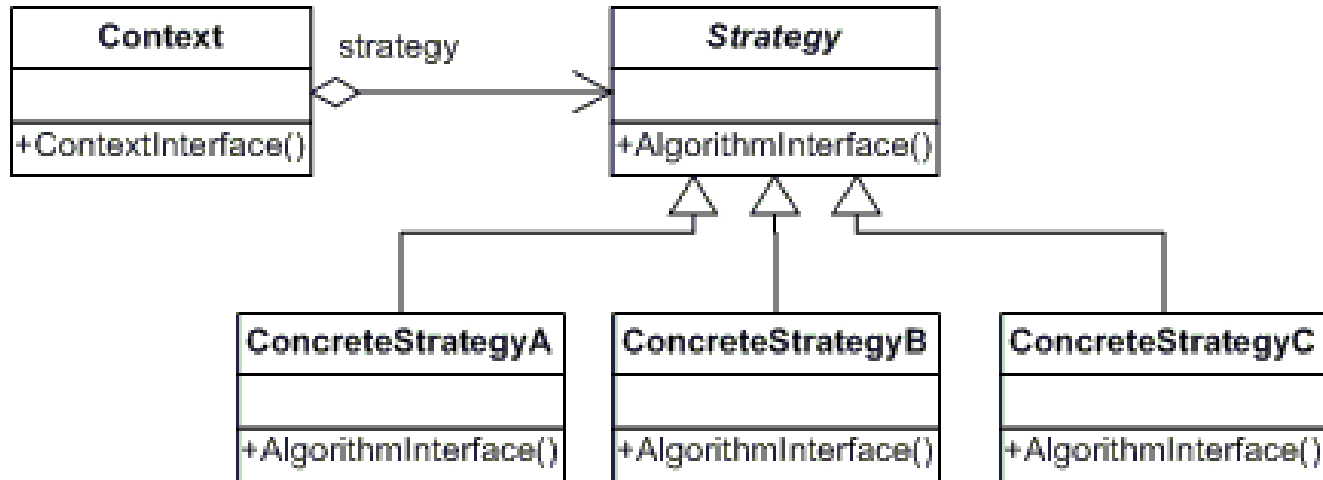 Context
strategy
Strategy
+ContextInterface()
+AlgorithmInterface()
ConcreteStrategyA
ConcreteStrategyB
ConcreteStrategyC
+AlgorithmInterface()
+AlgorithmInterface()
+AlgorithmInterface()